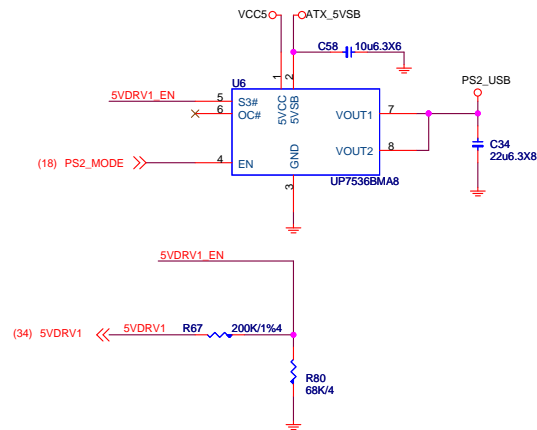 VCC5 ATX_5VSB
C58 10u6.3X6
U6 PS2_USB
1 2
5VDRV1_EN 5 S3# 5VCC 5VSB VOUT1 7
6 OC#
(18) PS2_MODE 4 EN GND VOUT2 8 C34
22u6.3X8
3 UP7536BMA8
5VDRV1_EN
(34) 5VDRV1 5VDRV1 R67 200K/1%4
R80
68K/4